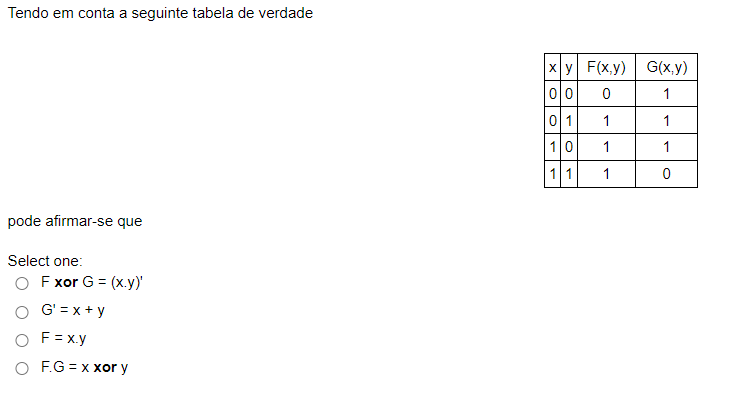 Tendo em conta a seguinte tabela de verdade
x y F(x,y) G(x,y)
0 0 0 1
0 1 1 1
1 0 1 1
1 1 1 0
pode afirmar-se que
Select one:
F xor G = (x.y)'
G' = x + y
F = x.y
F.G = x xor y